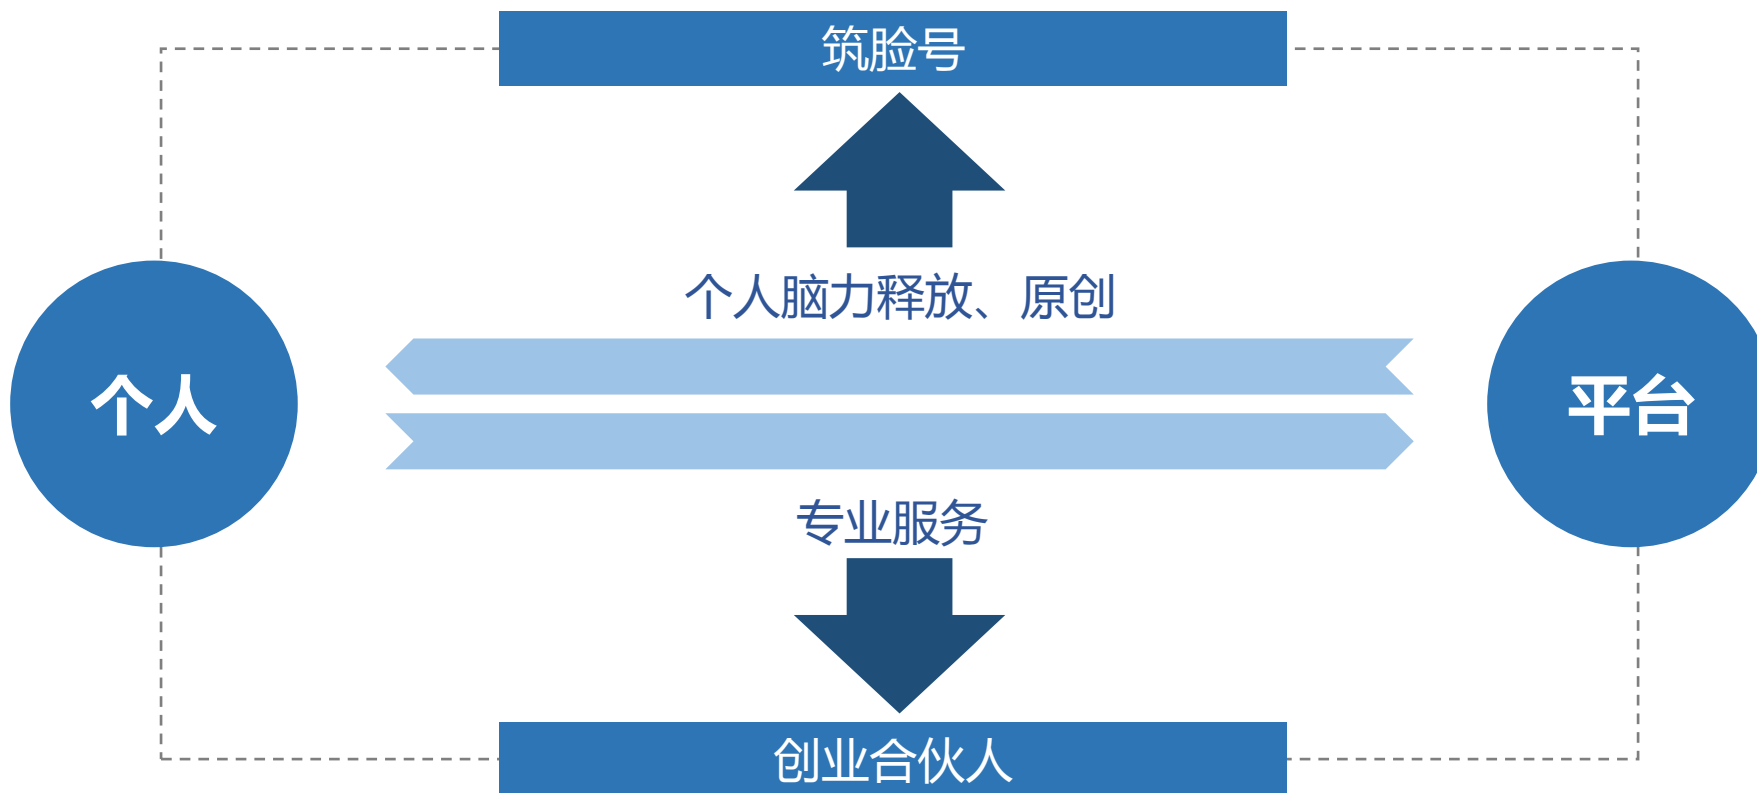 筑脸号
个人脑力释放、原创
个人
平台
专业服务
创业合伙人